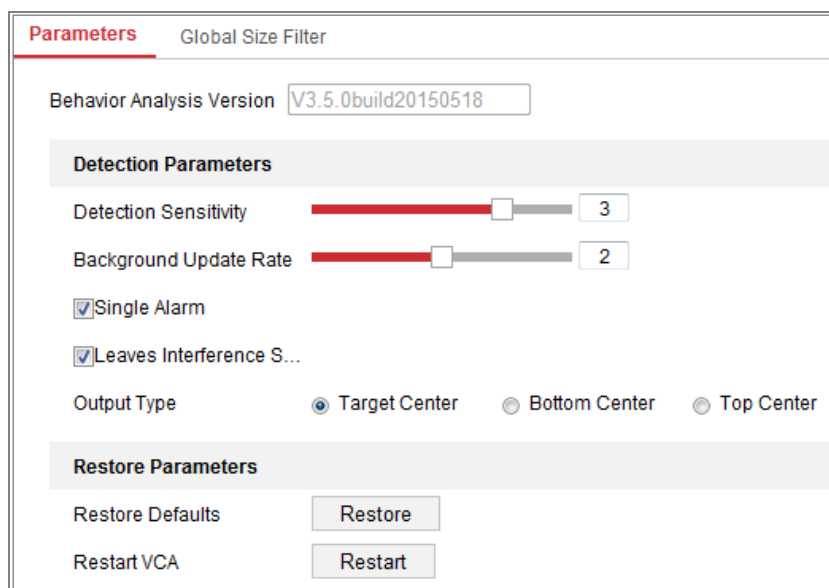 Parameters Global Size Filter
Behavior Analysis Version V3.5.0build20150518
Detection Parameters
Detection Sensitivity 3
Background Update Rate 2
Single Alarm
Leaves Interference S...
Output Type Target Center Bottom Center Top Center
Restore Parameters
Restore Defaults Restore
Restart VCA Restart